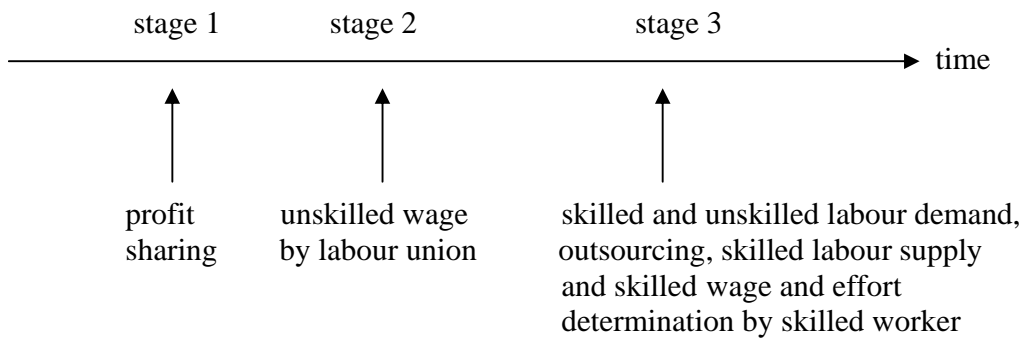 stage 1 stage 2 stage 3
time
profit unskilled wage skilled and unskilled labour demand,
sharing by labour union outsourcing, skilled labour supply
and skilled wage and effort
determination by skilled worker